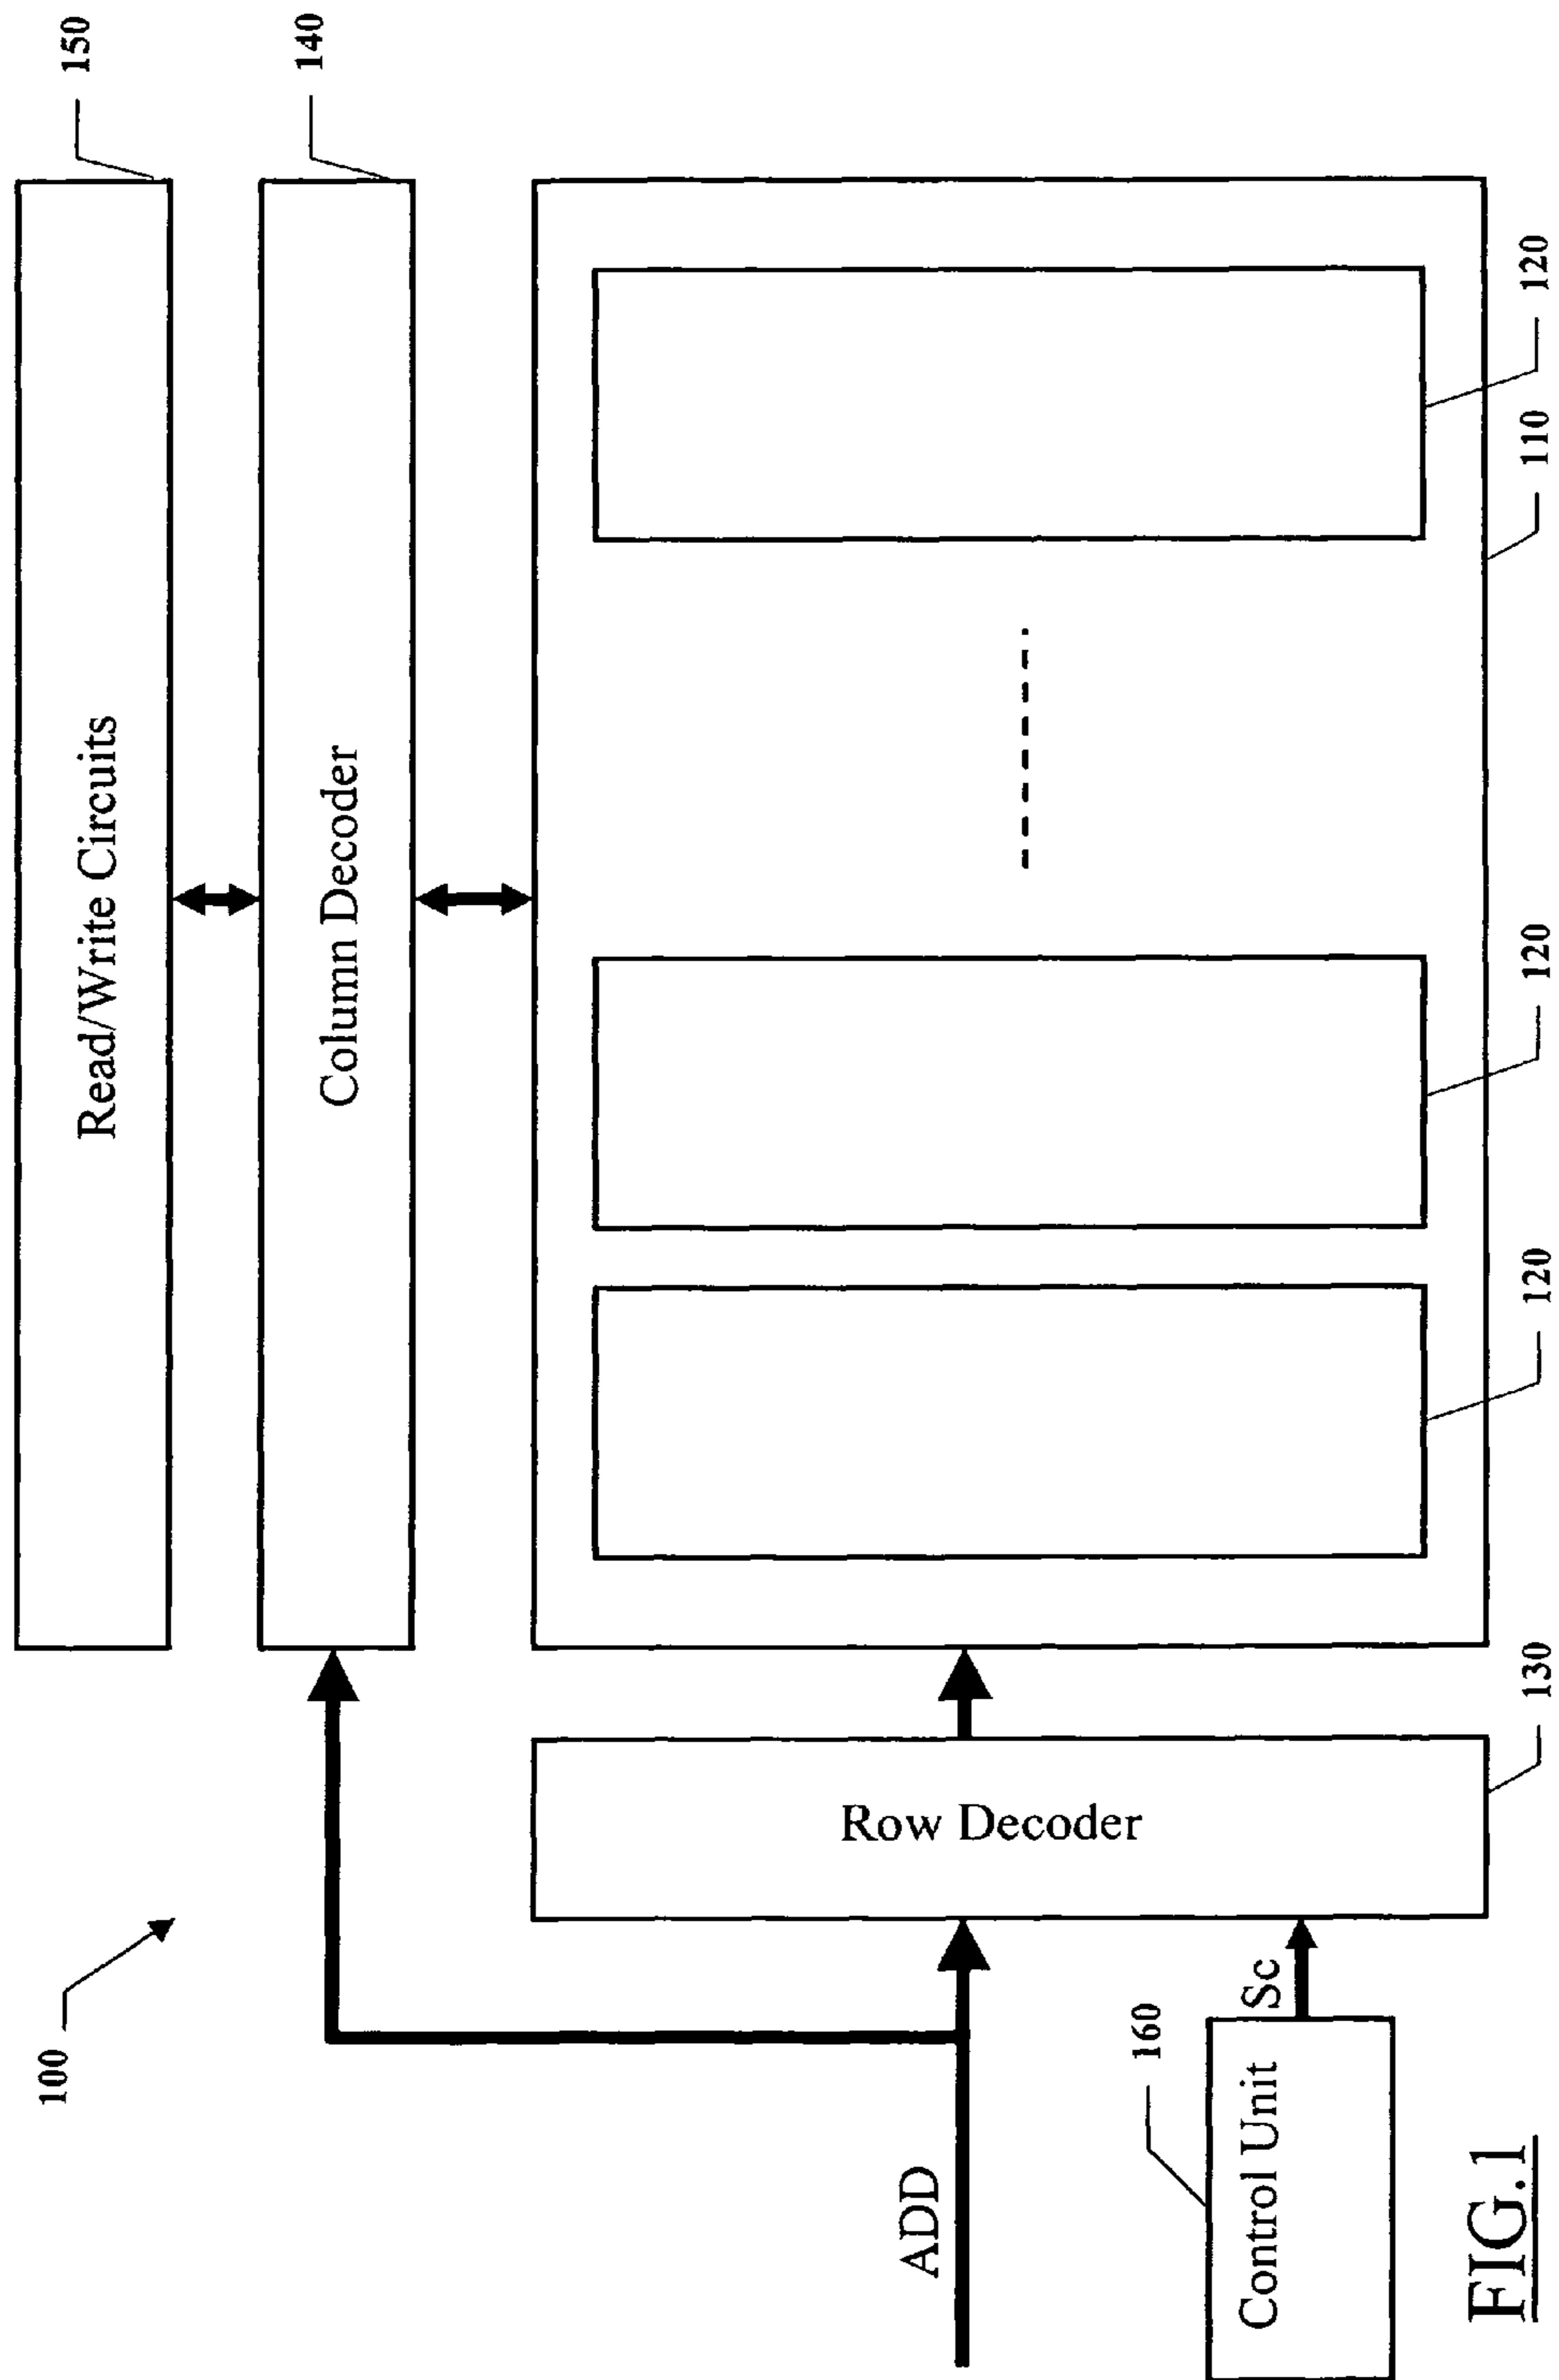 150
Read/Write Circuits
140
Column Decoder
100
120
110
120
120
130
Row Decoder
ADD
160
Sc
Control Unit
FIG.1